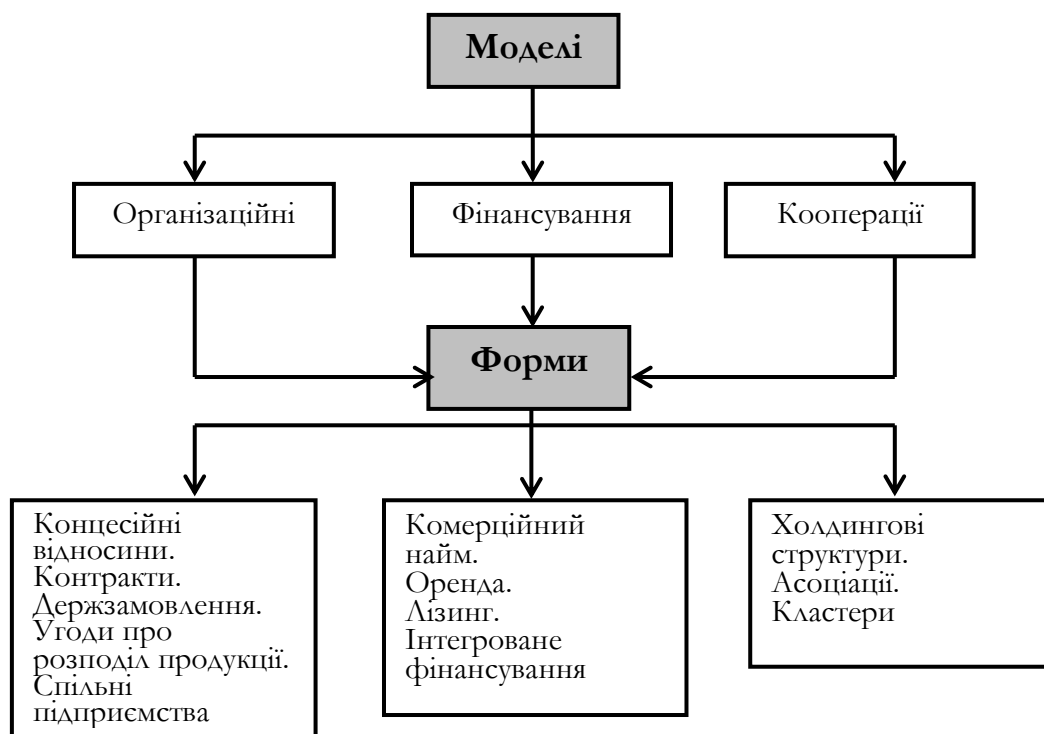 Моделі
Організаційні
Фінансування
Кооперації
Форми
Концесійні
відносини.
Контракти.
Держзамовлення.
Угоди про
розподіл продукції.
Спільні
підприємства
Комерційний
найм.
Оренда.
Лізинг.
Інтегроване
фінансування
Холдингові
структури.
Асоціації.
Кластери